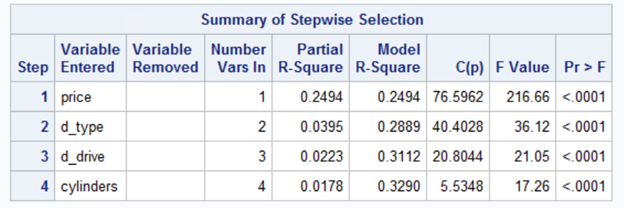 Summary of Stepwise Selection
Step Variable Entered Variable Removed Number Vars In Partial R-Square Model R-Square C(p) F Value Pr > F
1 price 1 0.2494 0.2494 76.5962 216.66 <.0001
2 d_type 2 0.0395 0.2889 40.4028 36.12 <.0001
3 d_drive 3 0.0223 0.3112 20.8044 21.05 <.0001
4 cylinders 4 0.0178 0.3290 5.5348 17.26 <.0001